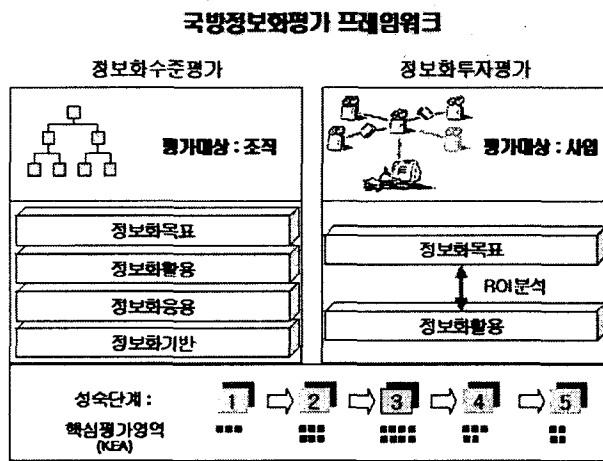 국방정보화평가 프레임워크
정보화수준평가
정보화투자평가
평가대상 : 조직
평가대상 : 사업
정보화목표
정보화활용
정보화응용
정보화기반
정보화목표
ROI분석
정보화활용
성숙단계 :
1 2 3 4 5
핵심평가영역
(KEA)